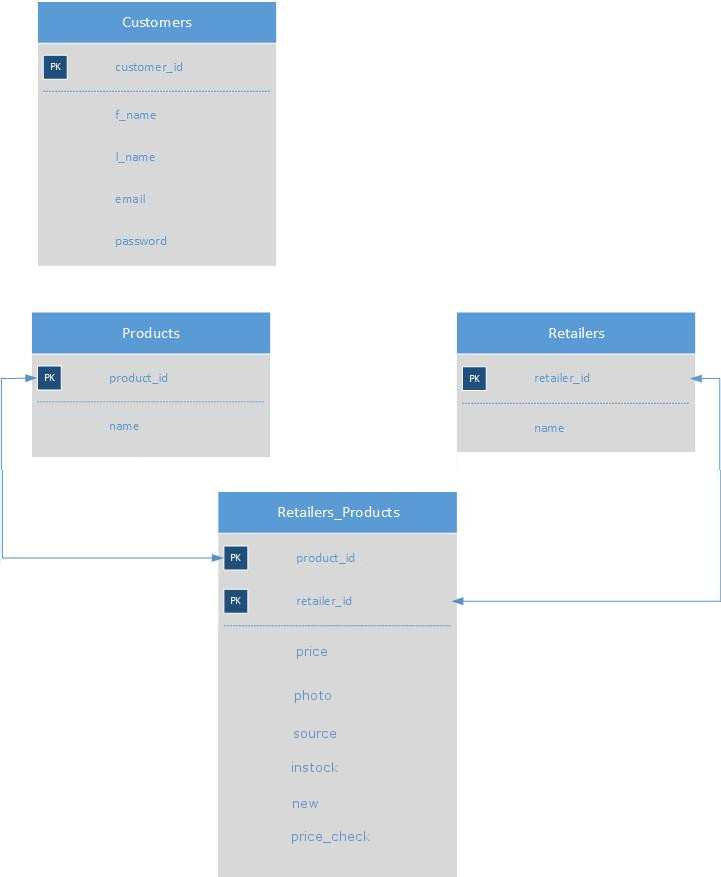 Customers
PK customer_id
f_name
l_name
email
password
Products
PK product_id
name
Retailers
PK retailer_id
name
Retailers_Products
PK product_id
PK retailer_id
price
photo
source
instock
new
price_check